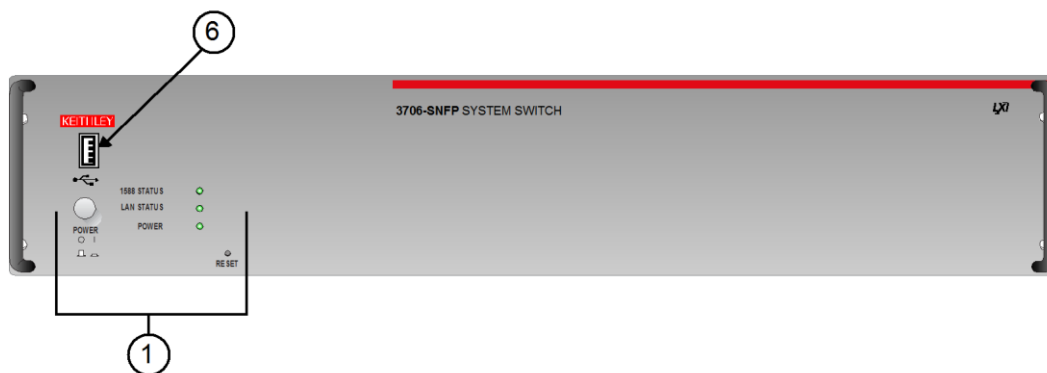 6
KEITHLEY
3706-SNFP SYSTEM SWITCH
LXI
1588 STATUS
LAN STATUS
POWER
POWER
RESET
1